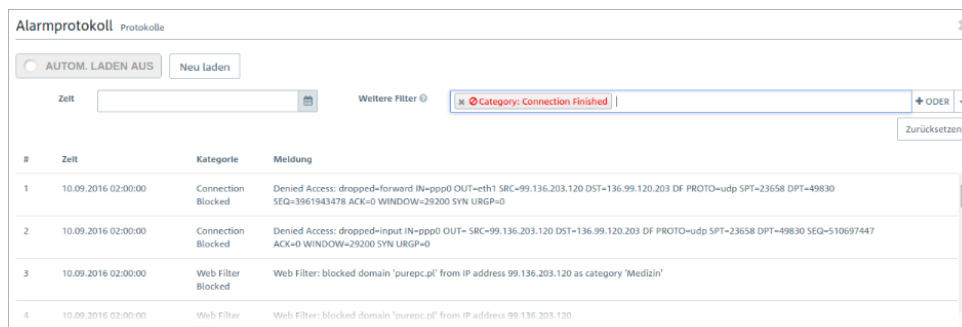 Alarmprotokoll Protokolle
AUTOM. LADEN AUS Neu laden
Zeit Weitere Filter Category: Connection Finished + ODER
Zurücksetzen
# Zeit Kategorie Meldung
1 10.09.2016 02:00:00 Connection Denied Access: dropped=forward IN=ppp0 OUT=eth1 SRC=99.136.203.120 DST=136.99.120.203 DF PROTO=udp SPT=23658 DPT=49830
Blocked SEQ=3961943478 ACK=0 WINDOW=29200 SYN URGP=0
2 10.09.2016 02:00:00 Connection Denied Access: dropped=input IN=ppp0 OUT= SRC=99.136.203.120 DST=136.99.120.203 DF PROTO=udp SPT=23658 DPT=49830 SEQ=510697447
Blocked ACK=0 WINDOW=29200 SYN URGP=0
3 10.09.2016 02:00:00 Web Filter Web Filter: blocked domain 'purepc.pl' from IP address 99.136.203.120 as category 'Medizin'
Blocked
4 10.09.2016 02:00:00 Web Filter Web Filter: blocked domain 'purepc.pl' from IP address 99.136.203.120.